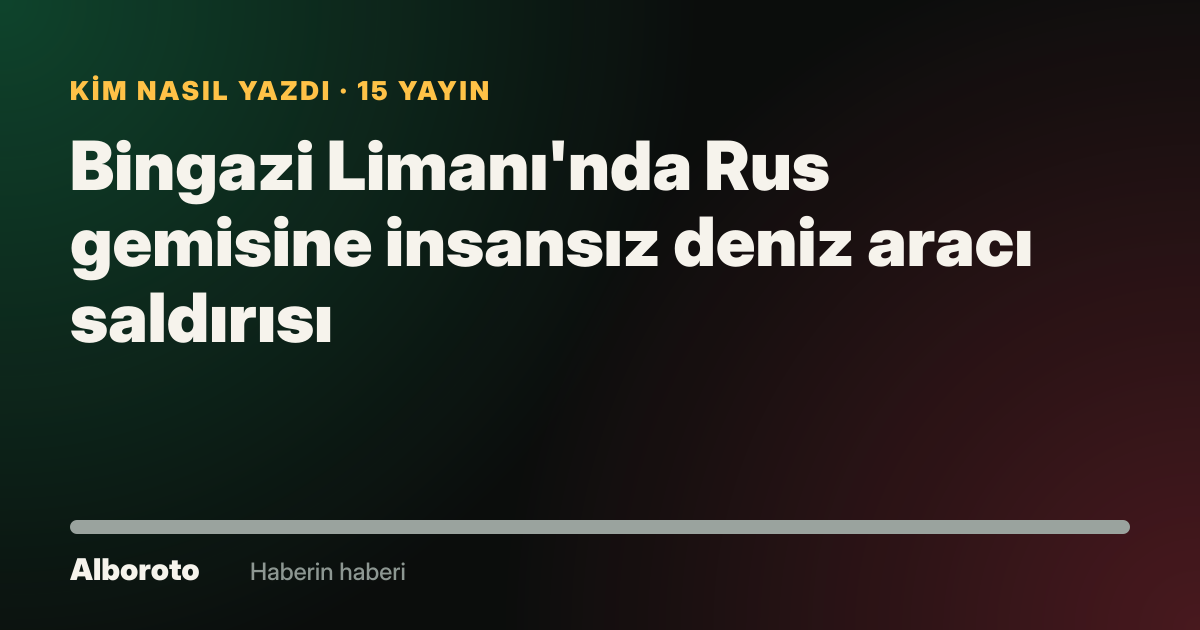 KİM NASIL YAZDI · 15 YAYIN
Bingazi Limanı'nda Rus
gemisine insansız deniz aracı
saldırısı
Alboroto
Haberin haberi